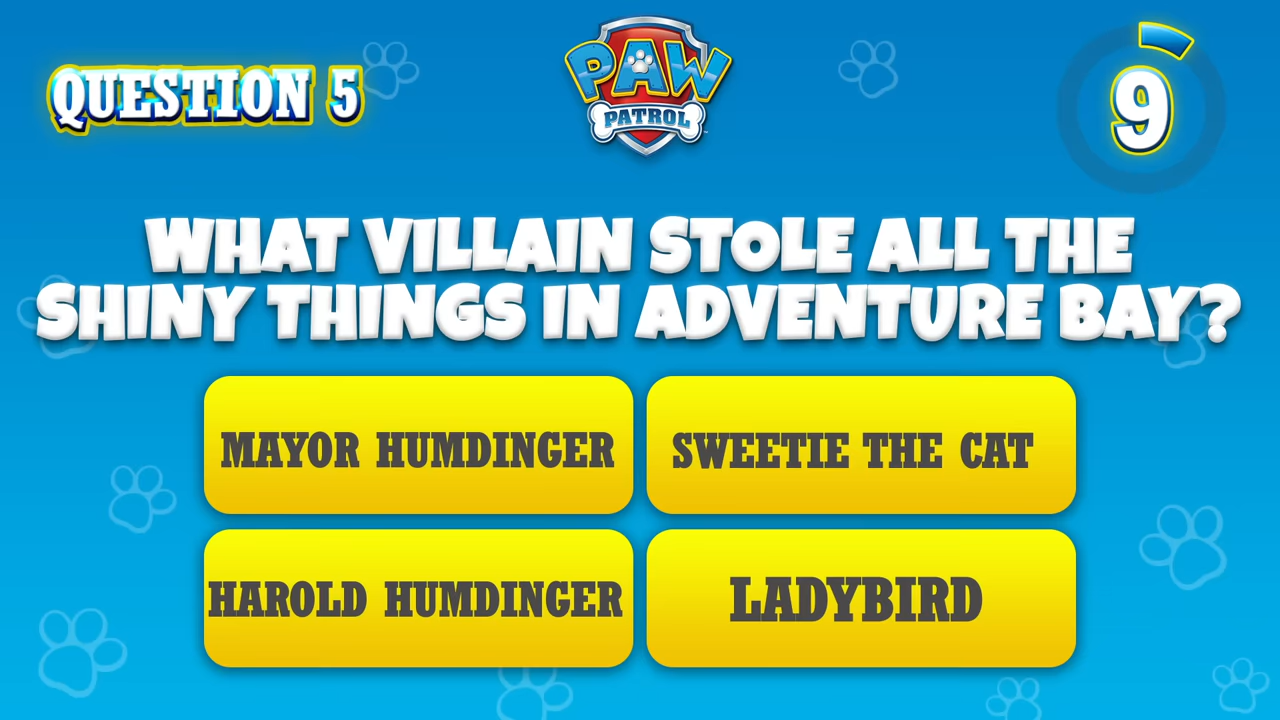 QUESTION 5
PAW
PATROL
9
WHAT VILLAIN STOLE ALL THE
SHINY THINGS IN ADVENTURE BAY?
MAYOR HUMDINGER
SWEETIE THE CAT
HAROLD HUMDINGER
LADYBIRD